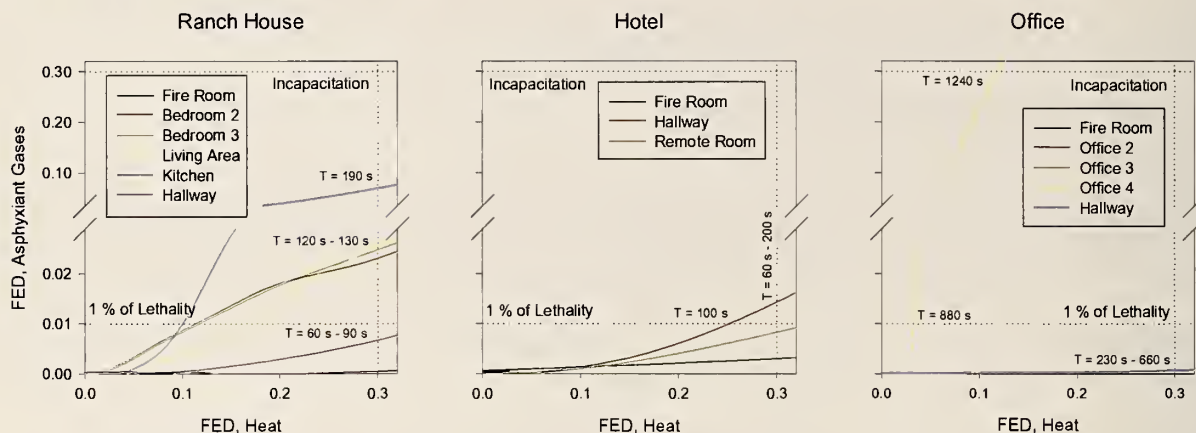 Ranch House
Hotel
Office
FED, Asphyxiant Gases
0.30
0.20
0.10
0.02
0.01
0.00
Fire Room
Bedroom 2
Bedroom 3
Living Area
Kitchen
Hallway
Incapacitation
T = 190 s
T = 120 s - 130 s
1 % of Lethality
T = 60 s - 90 s
0.0
0.1
0.2
0.3
FED, Heat
Incapacitation
Fire Room
Hallway
Remote Room
T = 60 s - 200 s
1 % of Lethality
T = 100 s
0.0
0.1
0.2
0.3
FED, Heat
T = 1240 s
Incapacitation
Fire Room
Office 2
Office 3
Office 4
Hallway
T = 880 s
1 % of Lethality
T = 230 s - 660 s
0.0
0.1
0.2
0.3
FED, Heat